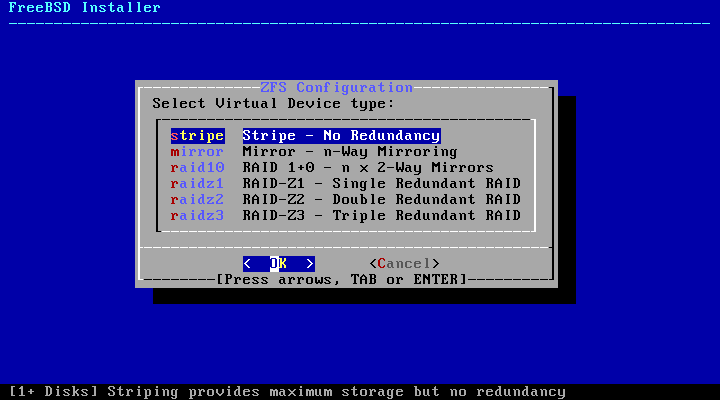 FreeBSD Installer
ZFS Configuration
Select Virtual Device type:
stripe Stripe - No Redundancy
mirror Mirror - n-Way Mirroring
raid10 RAID 1+0 - n x 2-Way Mirrors
raidz1 RAID-Z1 - Single Redundant RAID
raidz2 RAID-Z2 - Double Redundant RAID
raidz3 RAID-Z3 - Triple Redundant RAID
< OK > <Cancel>
[Press arrows, TAB or ENTER]
[1+ Disks] Striping provides maximum storage but no redundancy